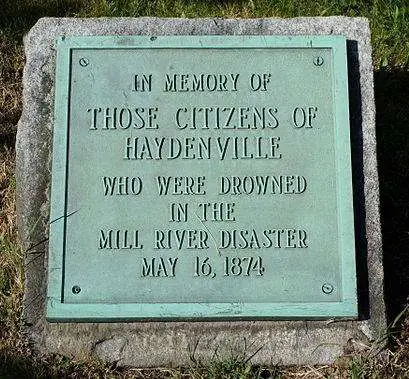 IN MEMORY OF
THOSE CITIZENS OF
HAYDENVILLE
WHO WERE DROWNED
IN THE
MILL RIVER DISASTER
MAY 16, 1874